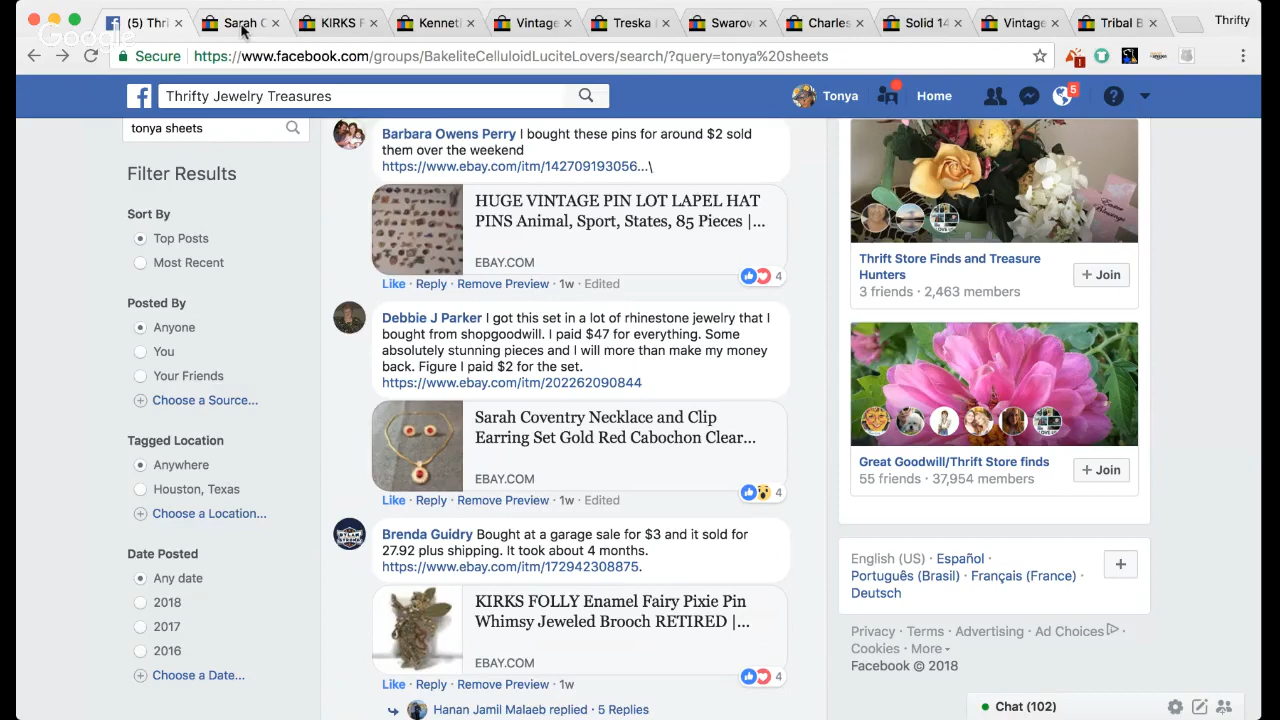 (5) Thri
Sarah C
KIRKS F
Kennetl
Vintage
Treska
Swarov
Charles
Solid 14
Vintage
Tribal B
Thrifty
Google
Secure
https://www.facebook.com/groups/BakeliteCelluloidLuciteLovers/search/?query=tonya%20sheets
1
f
Thrifty Jewelry Treasures
Tonya
Home
5
tonya sheets
Filter Results
Sort By
Top Posts
Most Recent
Posted By
Anyone
You
Your Friends
Choose a Source...
Tagged Location
Anywhere
Houston, Texas
Choose a Location...
Date Posted
Any date
2018
2017
2016
Choose a Date...
Barbara Owens Perry I bought these pins for around $2 sold
them over the weekend
https://www.ebay.com/itm/142709193056...\
HUGE VINTAGE PIN LOT LAPEL HAT
PINS Animal, Sport, States, 85 Pieces |...
EBAY.COM
Like · Reply · Remove Preview · 1w · Edited
4
Debbie J Parker I got this set in a lot of rhinestone jewelry that I
bought from shopgoodwill. I paid $47 for everything. Some
absolutely stunning pieces and I will more than make my money
back. Figure I paid $2 for the set.
https://www.ebay.com/itm/202262090844
Sarah Coventry Necklace and Clip
Earring Set Gold Red Cabochon Clear...
EBAY.COM
Like · Reply · Remove Preview · 1w · Edited
4
Brenda Guidry Bought at a garage sale for $3 and it sold for
27.92 plus shipping. It took about 4 months.
https://www.ebay.com/itm/172942308875.
KIRKS FOLLY Enamel Fairy Pixie Pin
Whimsy Jeweled Brooch RETIRED |...
EBAY.COM
Like · Reply · Remove Preview · 1w
4
Hanan Jamil Malaeb replied · 5 Replies
Thrift Store Finds and Treasure
Hunters
3 friends · 2,463 members
+ Join
Great Goodwill/Thrift Store finds
55 friends · 37,954 members
+ Join
English (US) · Español ·
Português (Brasil) · Français (France) ·
Deutsch
Privacy · Terms · Advertising · Ad Choices ·
Cookies · More
Facebook © 2018
Chat (102)